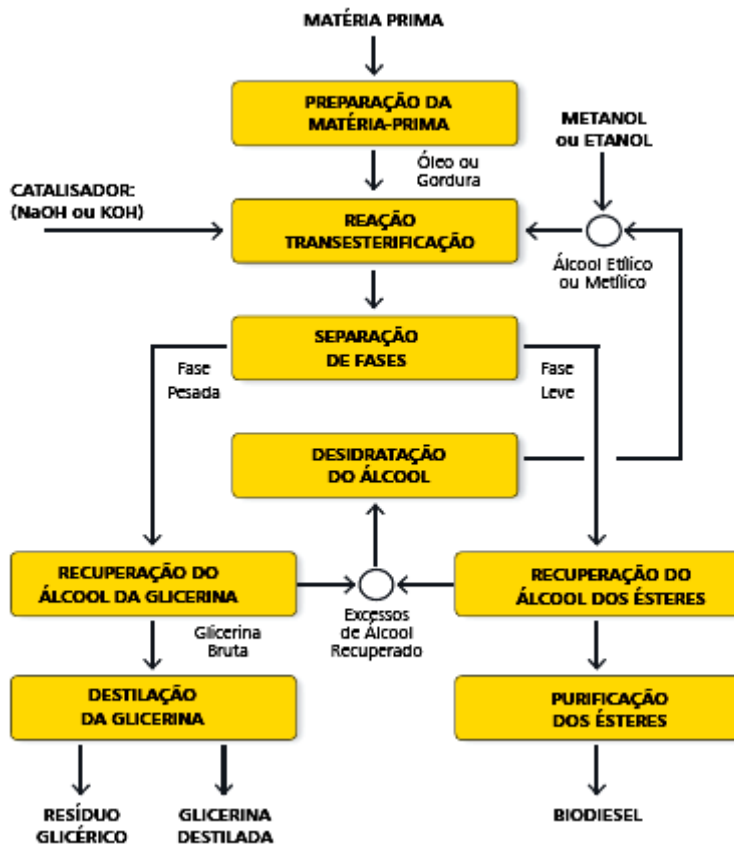 MATÉRIA PRIMA
PREPARAÇÃO DA
MATÉRIA-PRIMA
METANOL
ou ETANOL
Óleo ou
Gordura
CATALISADOR:
(NaOH ou KOH)
REAÇÃO
TRANSESTERIFICAÇÃO
Álcool Etílico
ou Metílico
SEPARAÇÃO
DE FASES
Fase
Pesada
Fase
Leve
DESIDRATAÇÃO
DO ÁLCOOL
RECUPERAÇÃO DO
ÁLCOOL DA GLICERINA
RECUPERAÇÃO DO
ÁLCOOL DOS ÉSTERES
Excessos
de Álcool
Recuperado
Glicerina
Bruta
DESTILAÇÃO
DA GLICERINA
PURIFICAÇÃO
DOS ÉSTERES
RESÍDUO
GLICÉRICO
GLICERINA
DESTILADA
BIODIESEL